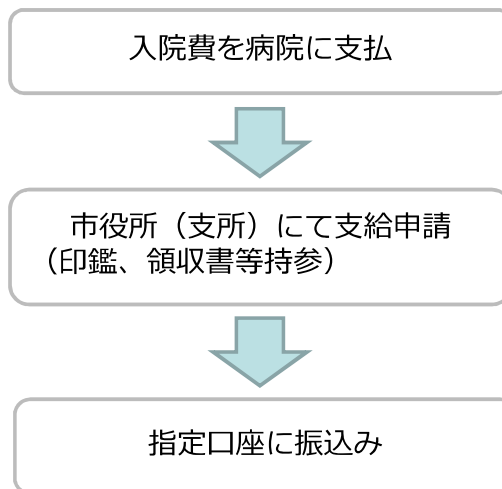 入院費を病院に支払
市役所（支所）にて支給申請
（印鑑、領収書等持参）
指定口座に振込み